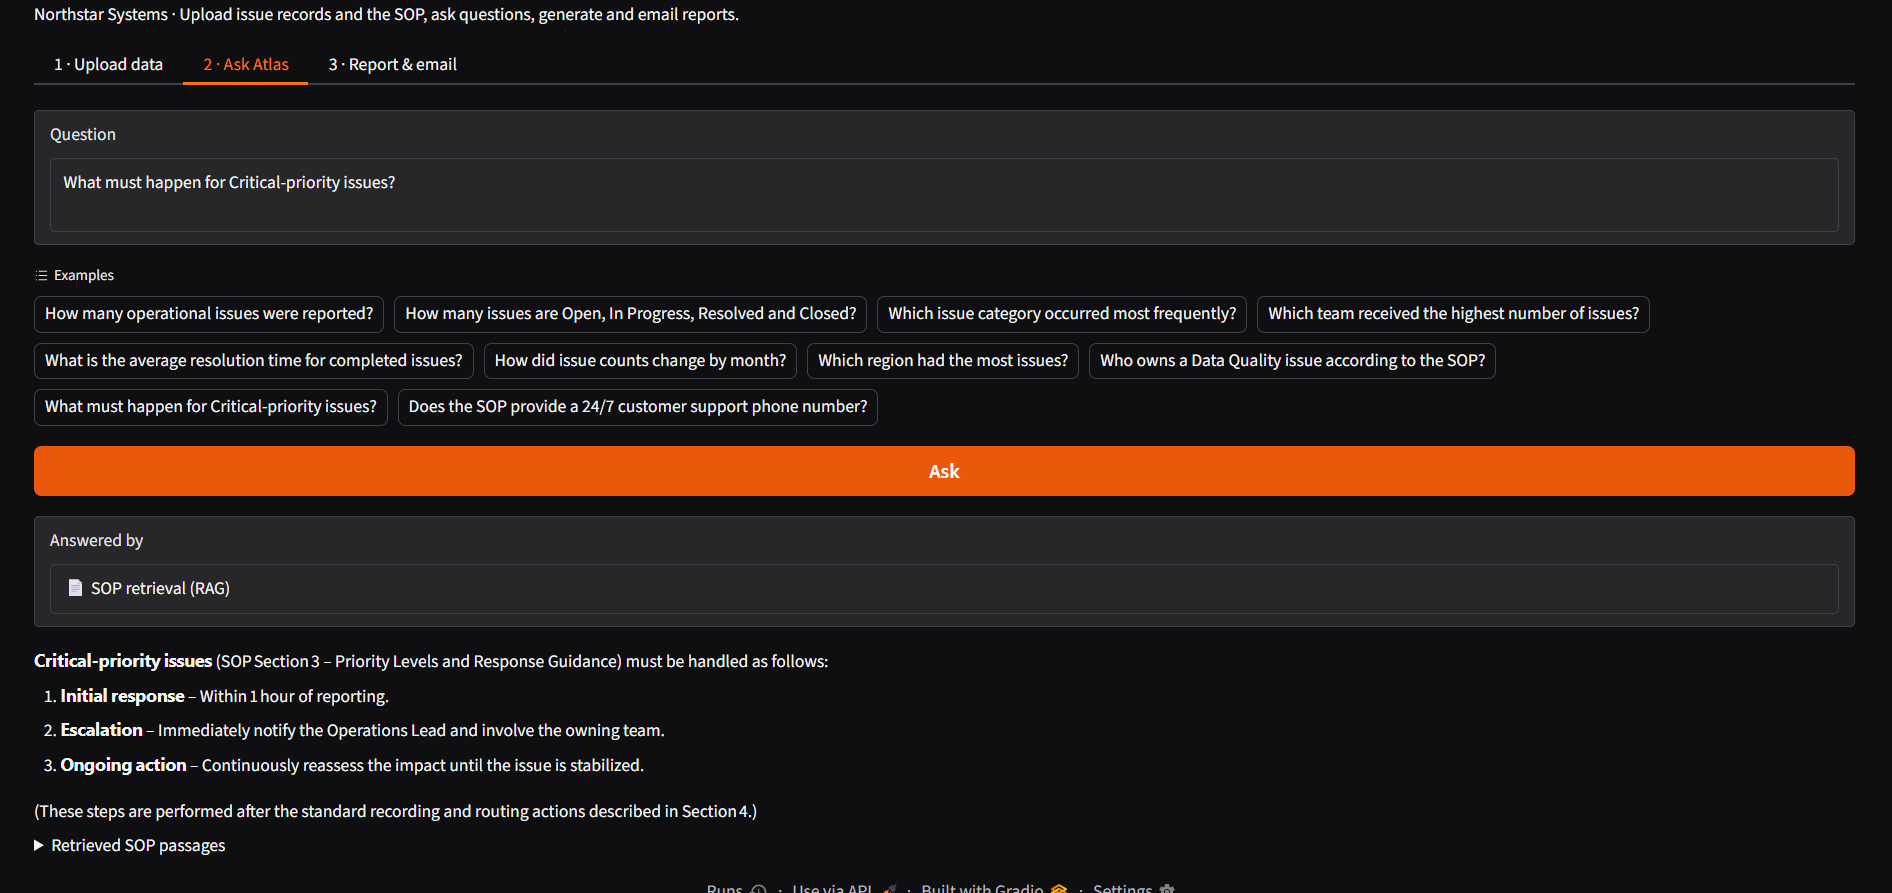 Northstar Systems · Upload issue records and the SOP, ask questions, generate and email reports.
1 · Upload data
2 · Ask Atlas
3 · Report & email
Question
What must happen for Critical-priority issues?
Examples
How many operational issues were reported?
How many issues are Open, In Progress, Resolved and Closed?
Which issue category occurred most frequently?
Which team received the highest number of issues?
What is the average resolution time for completed issues?
How did issue counts change by month?
Which region had the most issues?
Who owns a Data Quality issue according to the SOP?
What must happen for Critical-priority issues?
Does the SOP provide a 24/7 customer support phone number?
Ask
Answered by
SOP retrieval (RAG)
Critical-priority issues (SOP Section 3 – Priority Levels and Response Guidance) must be handled as follows:
1. Initial response – Within 1 hour of reporting.
2. Escalation – Immediately notify the Operations Lead and involve the owning team.
3. Ongoing action – Continuously reassess the impact until the issue is stabilized.
(These steps are performed after the standard recording and routing actions described in Section 4.)
Retrieved SOP passages
Runs · Use via API · Built with Gradio · Settings